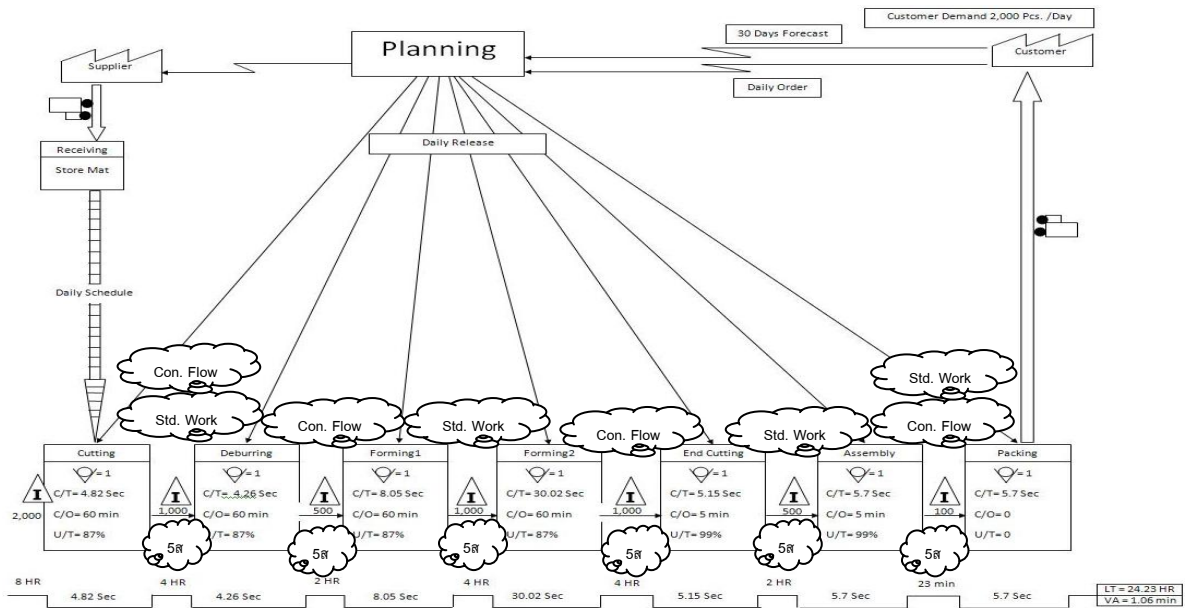 Customer Demand 2,000 Pcs. /Day
30 Days Forecast
Planning
Customer
Supplier
Daily Order
Daily Release
Receiving
Store Mat
Daily Schedule
Con. Flow
Std. Work
Std. Work
Con. Flow
Std. Work
Con. Flow
Std. Work
Con. Flow
Cutting
=1
C/T= 4.82 Sec
C/O= 60 min
U/T= 87%
Deburring
=1
C/T= 4.26 Sec
C/O= 60 min
U/T= 87%
Forming1
=1
C/T= 8.05 Sec
C/O= 60 min
U/T= 87%
Forming2
=1
C/T= 30.02 Sec
C/O= 60 min
U/T= 87%
End Cutting
=1
C/T= 5.15 Sec
C/O= 5 min
U/T= 99%
Assembly
=1
C/T= 5.7 Sec
C/O= 5 min
U/T= 99%
Packing
=1
C/T= 5.7 Sec
C/O= 0
U/T= 0
I
2,000
I
1,000
I
500
I
1,000
I
1,000
I
500
I
100
5ส
5ส
5ส
5ส
5ส
5ส
8 HR
4 HR
2 HR
4 HR
4 HR
2 HR
23 min
4.82 Sec
4.26 Sec
8.05 Sec
30.02 Sec
5.15 Sec
5.7 Sec
5.7 Sec
LT = 24.23 HR
VA = 1.06 min